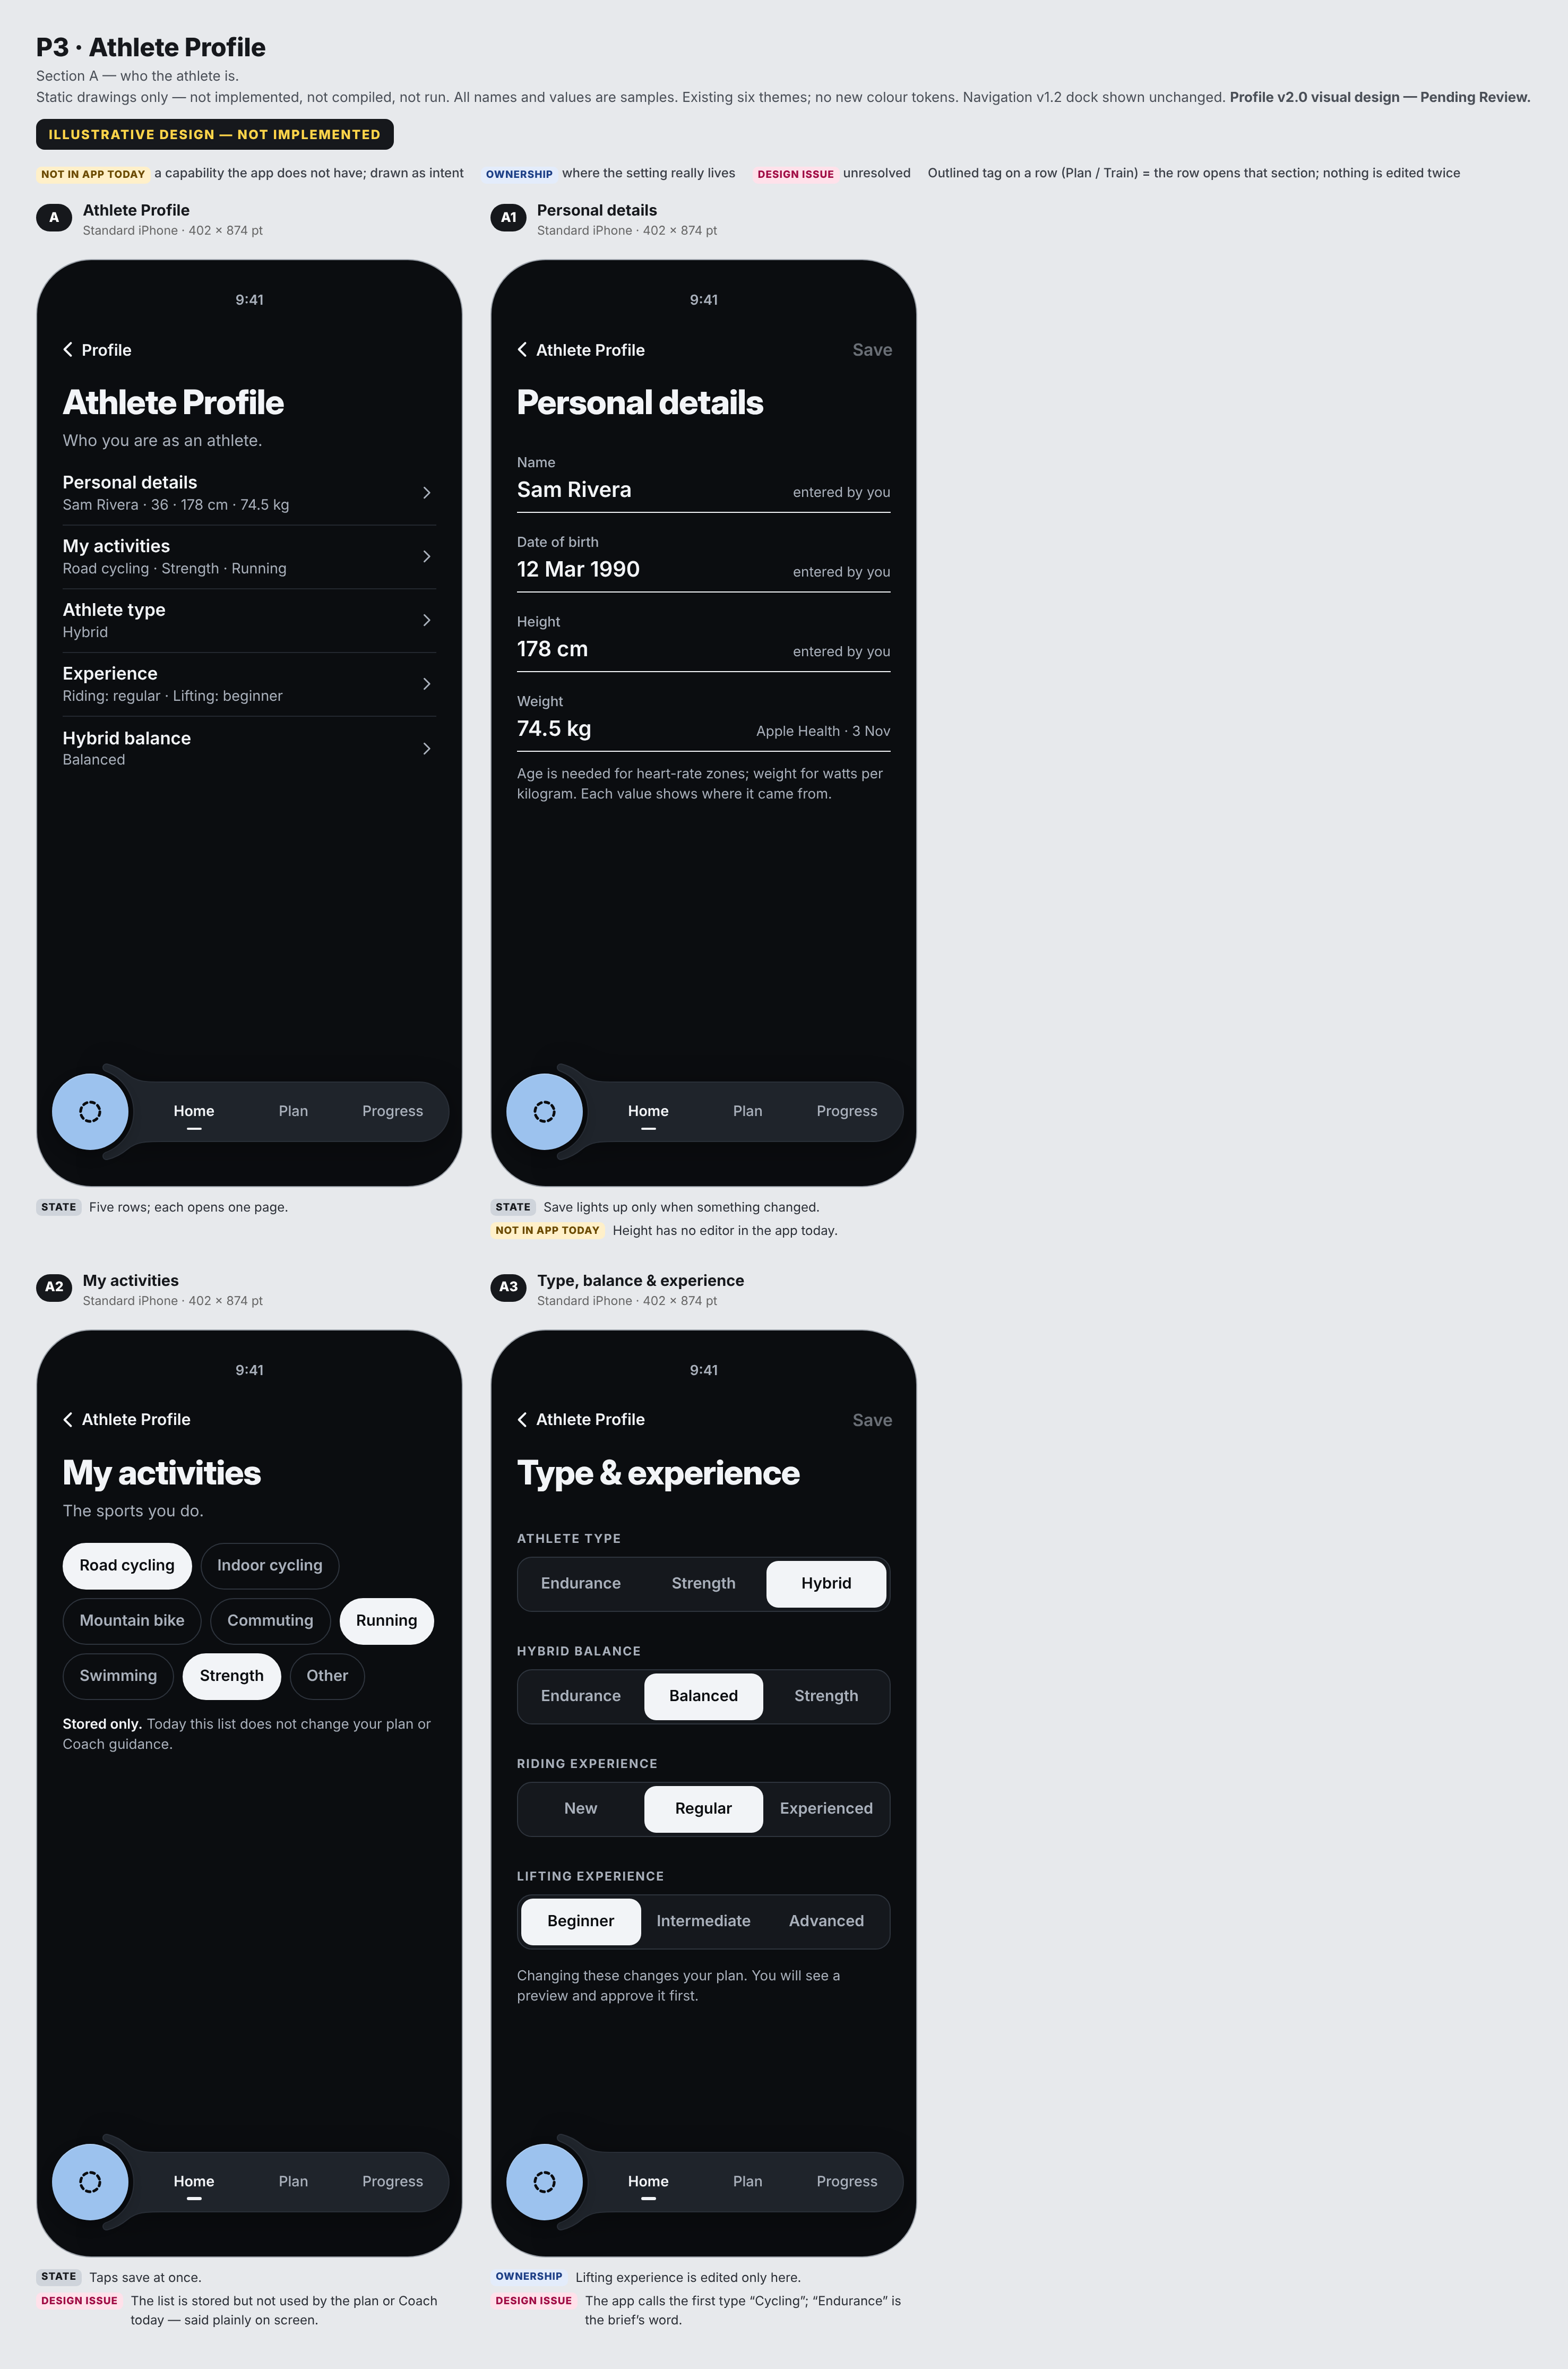 P3 · Athlete Profile
Section A — who the athlete is.
Static drawings only — not implemented, not compiled, not run. All names and values are samples. Existing six themes; no new colour tokens. Navigation v1.2 dock shown unchanged. Profile v2.0 visual design — Pending Review.
ILLUSTRATIVE DESIGN — NOT IMPLEMENTED
NOT IN APP TODAY a capability the app does not have; drawn as intent OWNERSHIP where the setting really lives DESIGN ISSUE unresolved Outlined tag on a row (Plan / Train) = the row opens that section; nothing is edited twice
A Athlete Profile
Standard iPhone · 402 × 874 pt
9:41
Profile
Athlete Profile
Who you are as an athlete.
Personal details
Sam Rivera · 36 · 178 cm · 74.5 kg
My activities
Road cycling · Strength · Running
Athlete type
Hybrid
Experience
Riding: regular · Lifting: beginner
Hybrid balance
Balanced
Home Plan Progress
STATE Five rows; each opens one page.
A1 Personal details
Standard iPhone · 402 × 874 pt
9:41
Athlete Profile Save
Personal details
Name
Sam Rivera entered by you
Date of birth
12 Mar 1990 entered by you
Height
178 cm entered by you
Weight
74.5 kg Apple Health · 3 Nov
Age is needed for heart-rate zones; weight for watts per
kilogram. Each value shows where it came from.
Home Plan Progress
STATE Save lights up only when something changed.
NOT IN APP TODAY Height has no editor in the app today.
A2 My activities
Standard iPhone · 402 × 874 pt
9:41
Athlete Profile
My activities
The sports you do.
Road cycling Indoor cycling
Mountain bike Commuting Running
Swimming Strength Other
Stored only. Today this list does not change your plan or
Coach guidance.
Home Plan Progress
STATE Taps save at once.
DESIGN ISSUE The list is stored but not used by the plan or Coach
today — said plainly on screen.
A3 Type, balance & experience
Standard iPhone · 402 × 874 pt
9:41
Athlete Profile Save
Type & experience
ATHLETE TYPE
Endurance Strength Hybrid
HYBRID BALANCE
Endurance Balanced Strength
RIDING EXPERIENCE
New Regular Experienced
LIFTING EXPERIENCE
Beginner Intermediate Advanced
Changing these changes your plan. You will see a
preview and approve it first.
Home Plan Progress
OWNERSHIP Lifting experience is edited only here.
DESIGN ISSUE The app calls the first type “Cycling”; “Endurance” is
the brief’s word.